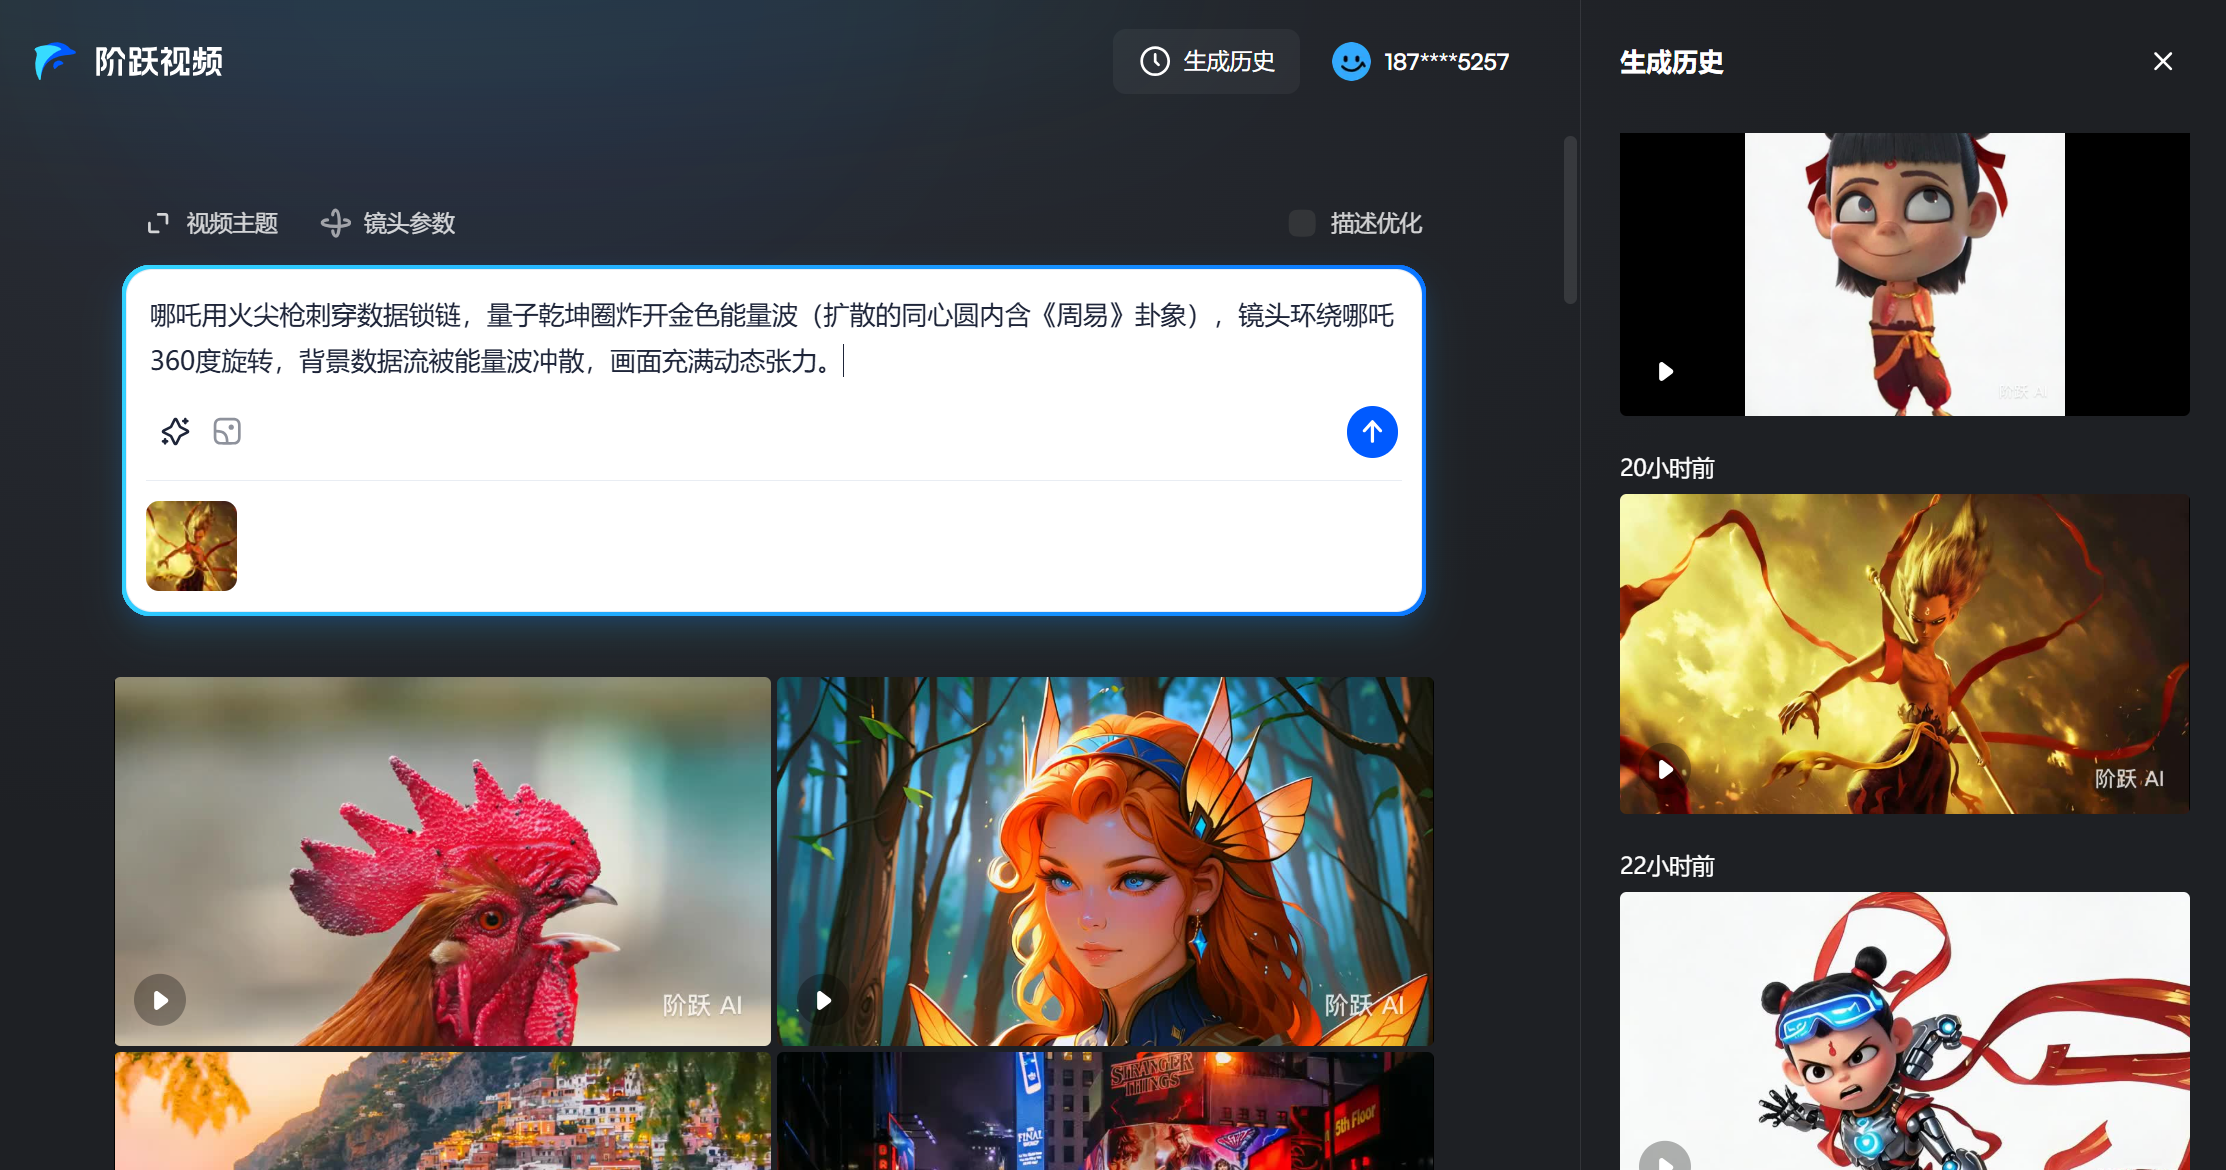 阶跃视频
生成历史
187****5257
视频主题
镜头参数
描述优化
哪吒用火尖枪刺穿数据锁链，量子乾坤圈炸开金色能量波（扩散的同心圆内含《周易》卦象），镜头环绕哪吒
360度旋转，背景数据流被能量波冲散，画面充满动态张力。
阶跃 AI
阶跃 AI
STRANGER
THINGS
5th Floor
FINAL
生成历史
阶跃 AI
20小时前
阶跃 AI
22小时前